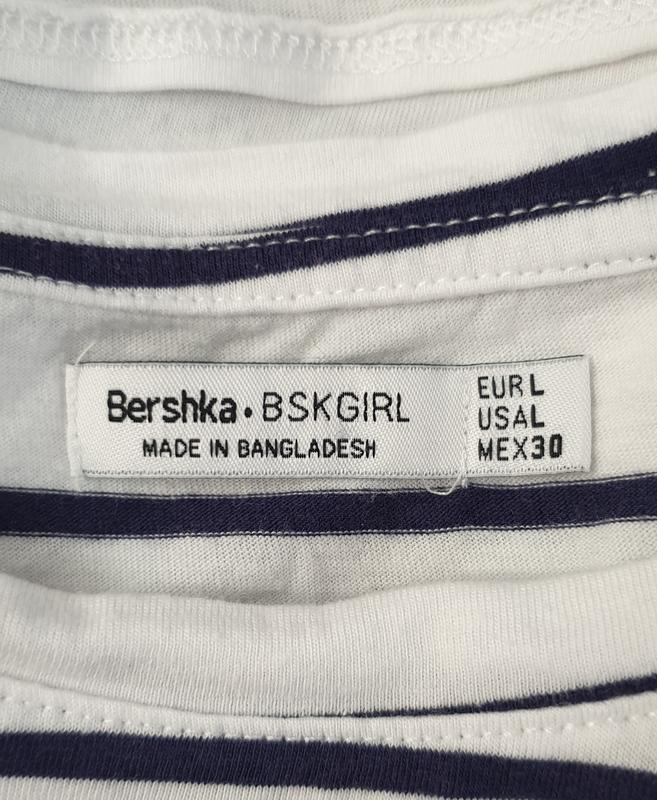 Bershka • BSKGIRL
MADE IN BANGLADESH
EUR L
USA L
MEX 30